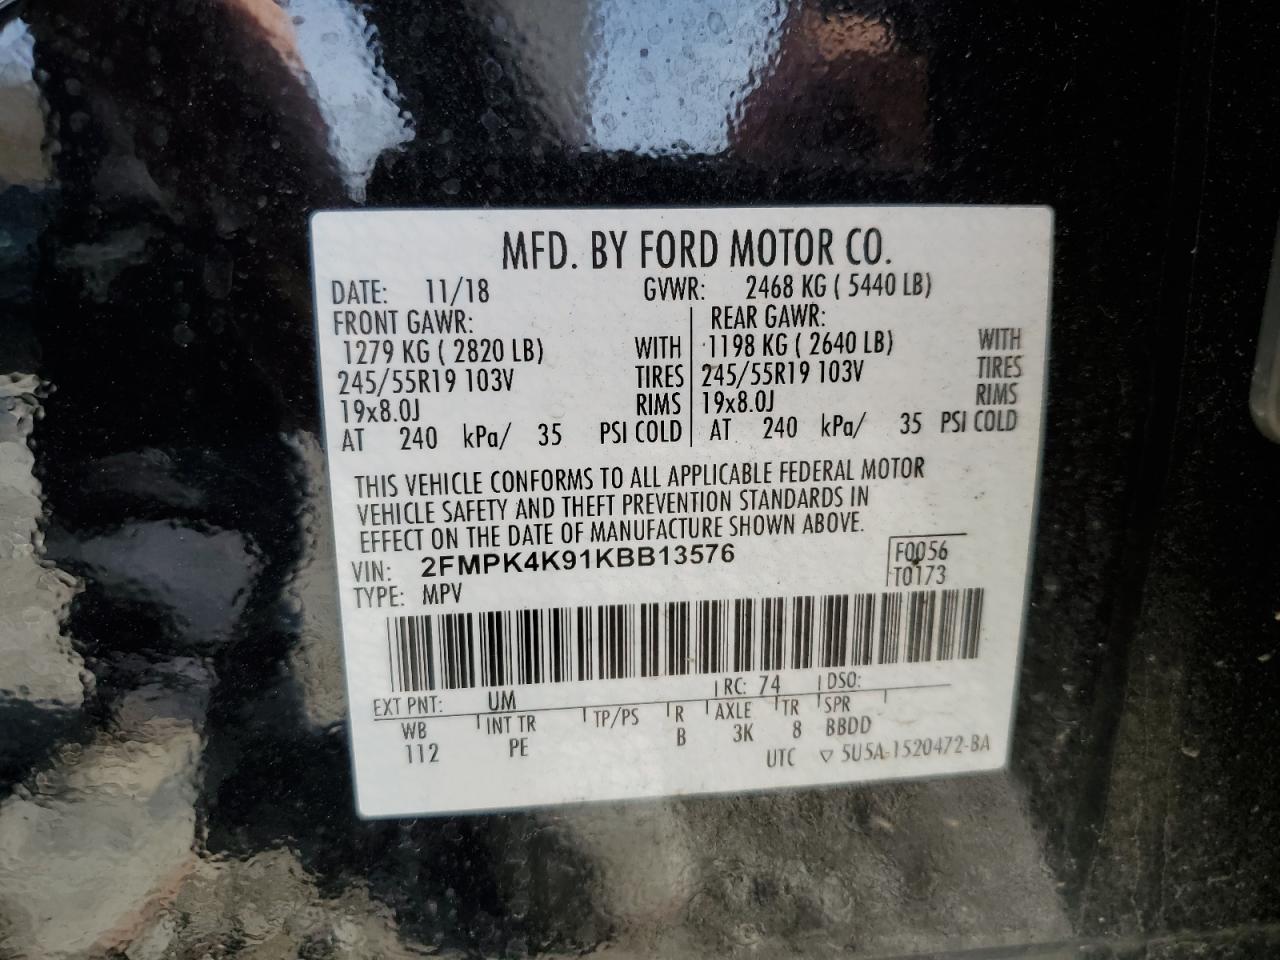 MFD. BY FORD MOTOR CO.
DATE: 11/18 GVWR: 2468 KG ( 5440 LB)
FRONT GAWR: REAR GAWR:
1279 KG ( 2820 LB) WITH 1198 KG ( 2640 LB) WITH
245/55R19 103V TIRES 245/55R19 103V TIRES
19x8.0J RIMS 19x8.0J RIMS
AT 240 kPa/ 35 PSI COLD AT 240 kPa/ 35 PSI COLD
THIS VEHICLE CONFORMS TO ALL APPLICABLE FEDERAL MOTOR
VEHICLE SAFETY AND THEFT PREVENTION STANDARDS IN
EFFECT ON THE DATE OF MANUFACTURE SHOWN ABOVE.
VIN: 2FMPK4K91KBB13576 F0056
TYPE: MPV T0173
EXT PNT: UM RC: 74 DSO:
WB INT TR TP/PS R AXLE TR SPR
112 PE B 3K 8 BBDD
UTC ▽ 5U5A-1520472-BA